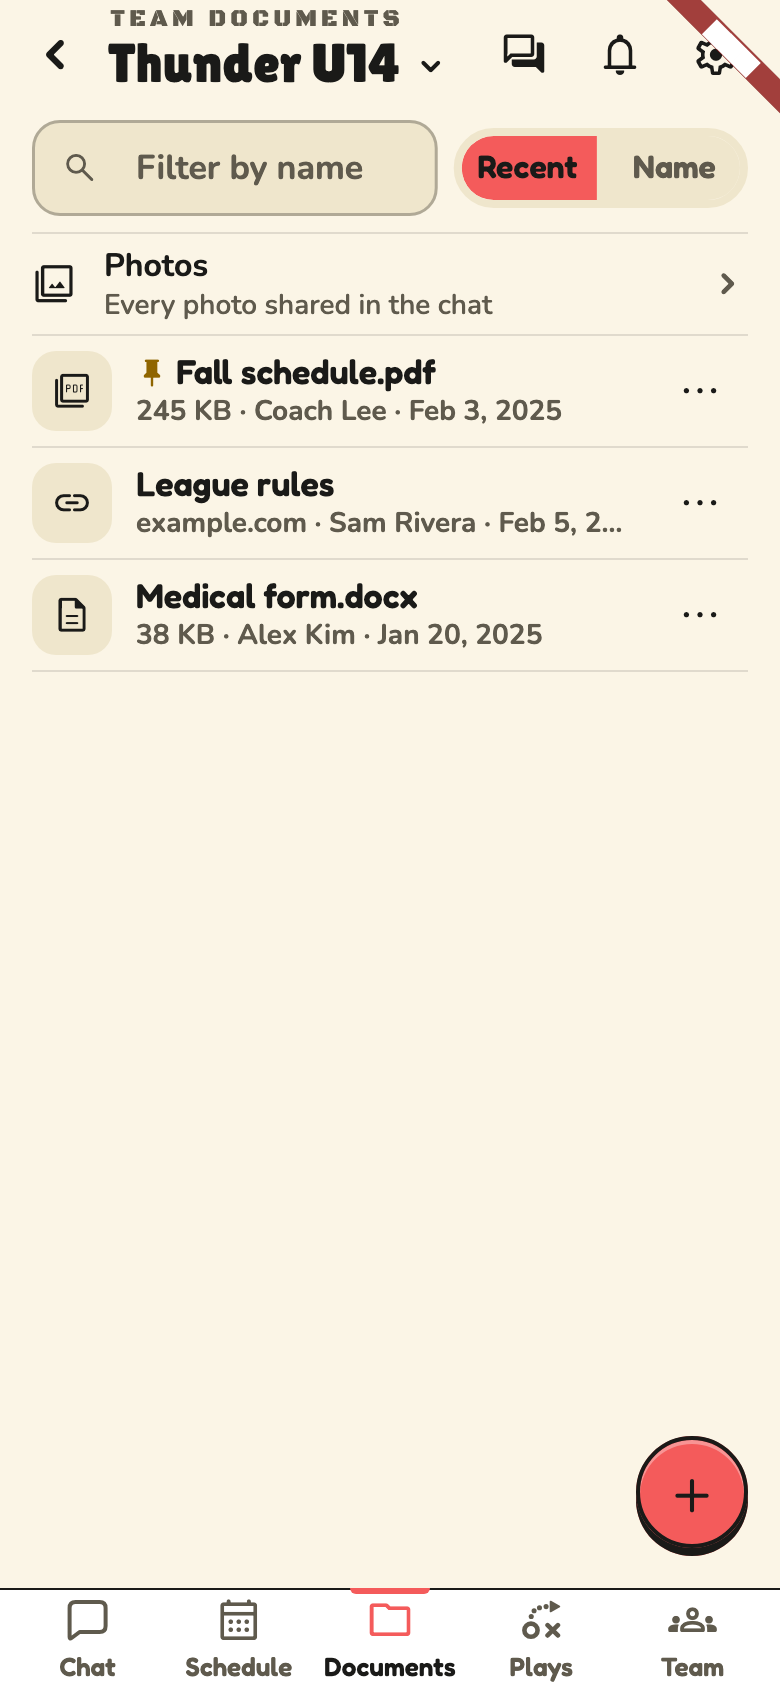 TEAM DOCUMENTS
Thunder U14
Filter by name
Recent
Name
Photos
Every photo shared in the chat
PDF
Fall schedule.pdf
245 KB · Coach Lee · Feb 3, 2025
League rules
example.com · Sam Rivera · Feb 5, 2...
Medical form.docx
38 KB · Alex Kim · Jan 20, 2025
Chat
Schedule
Documents
Plays
Team